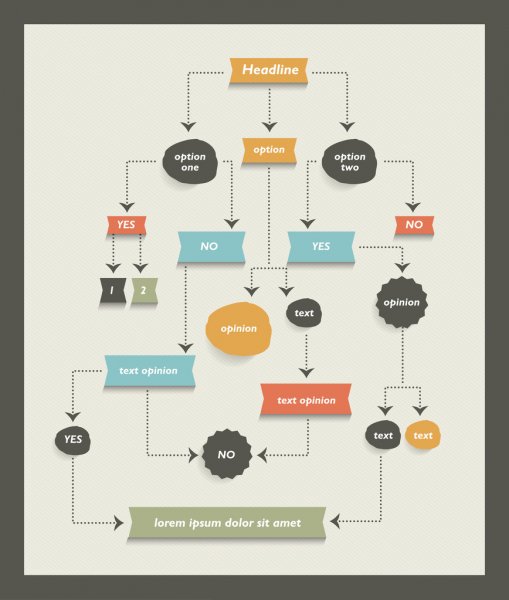 Headline
option
one
option
option
two
YES
NO
NO
YES
1
2
opinion
text
opinion
text opinion
text opinion
YES
NO
text
text
lorem ipsum dolor sit amet